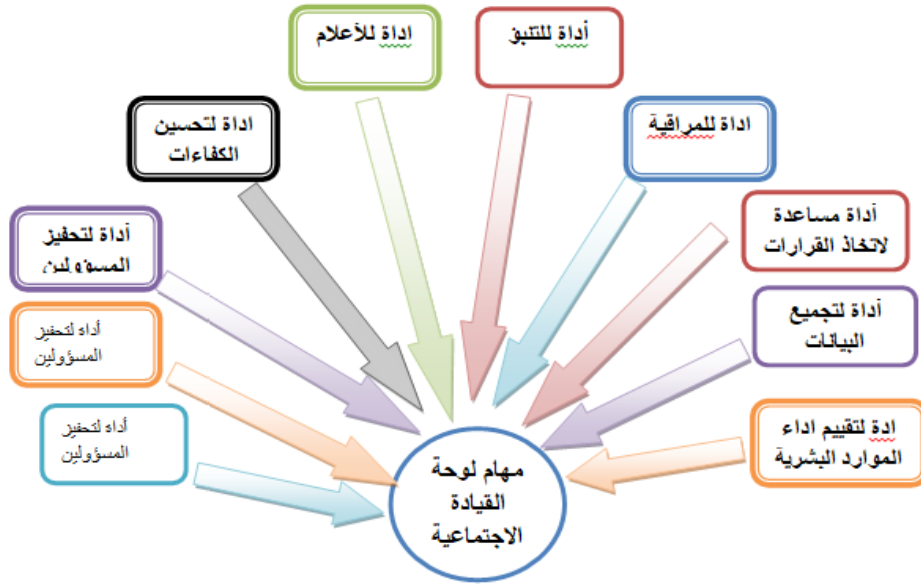 أداة للتنبؤ
اداة للأعلام
اداة للمراقبة
اداة لتحسين
الكفاءات
أداة مساعدة
لاتخاذ القرارات
أداة لتحفيز
المسؤولين
أداة لتجميع
البيانات
أداة لتحفيز
المسؤولين
ادة لتقييم اداء
الموارد البشرية
أداة لتحفيز
المسؤولين
مهام لوحة
القيادة
الاجتماعية